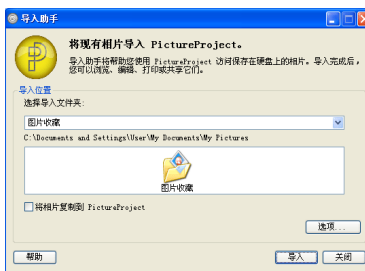 导入助手
将现有相片导入 PictureProject。
导入助手将帮助您使用 PictureProject 访问保存在硬盘上的相片。导入完成后，
您可以浏览、编辑、打印或共享它们。
导入位置
选择导入文件夹:
图片收藏
C:\Documents and Settings\User\My Documents\My Pictures
图片收藏
将相片复制到 PictureProject
选项...
帮助
导入
关闭